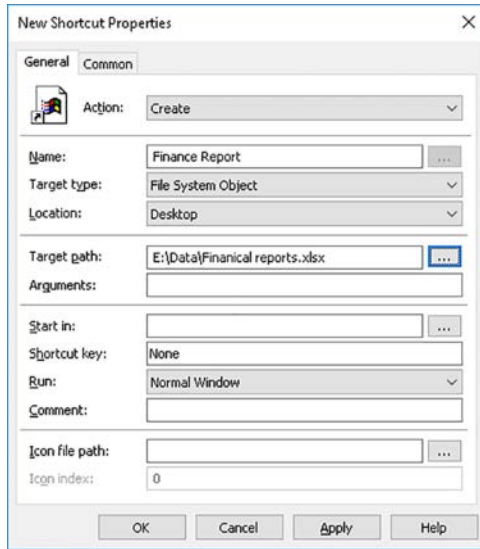 New Shortcut Properties
General Common
Action: Create
Name: Finance Report ...
Target type: File System Object
Location: Desktop
Target path: E:\Data\Finanical reports.xlsx ...
Arguments:
Start in: ...
Shortcut key: None
Run: Normal Window
Comment:
Icon file path: ...
Icon index: 0
OK Cancel Apply Help